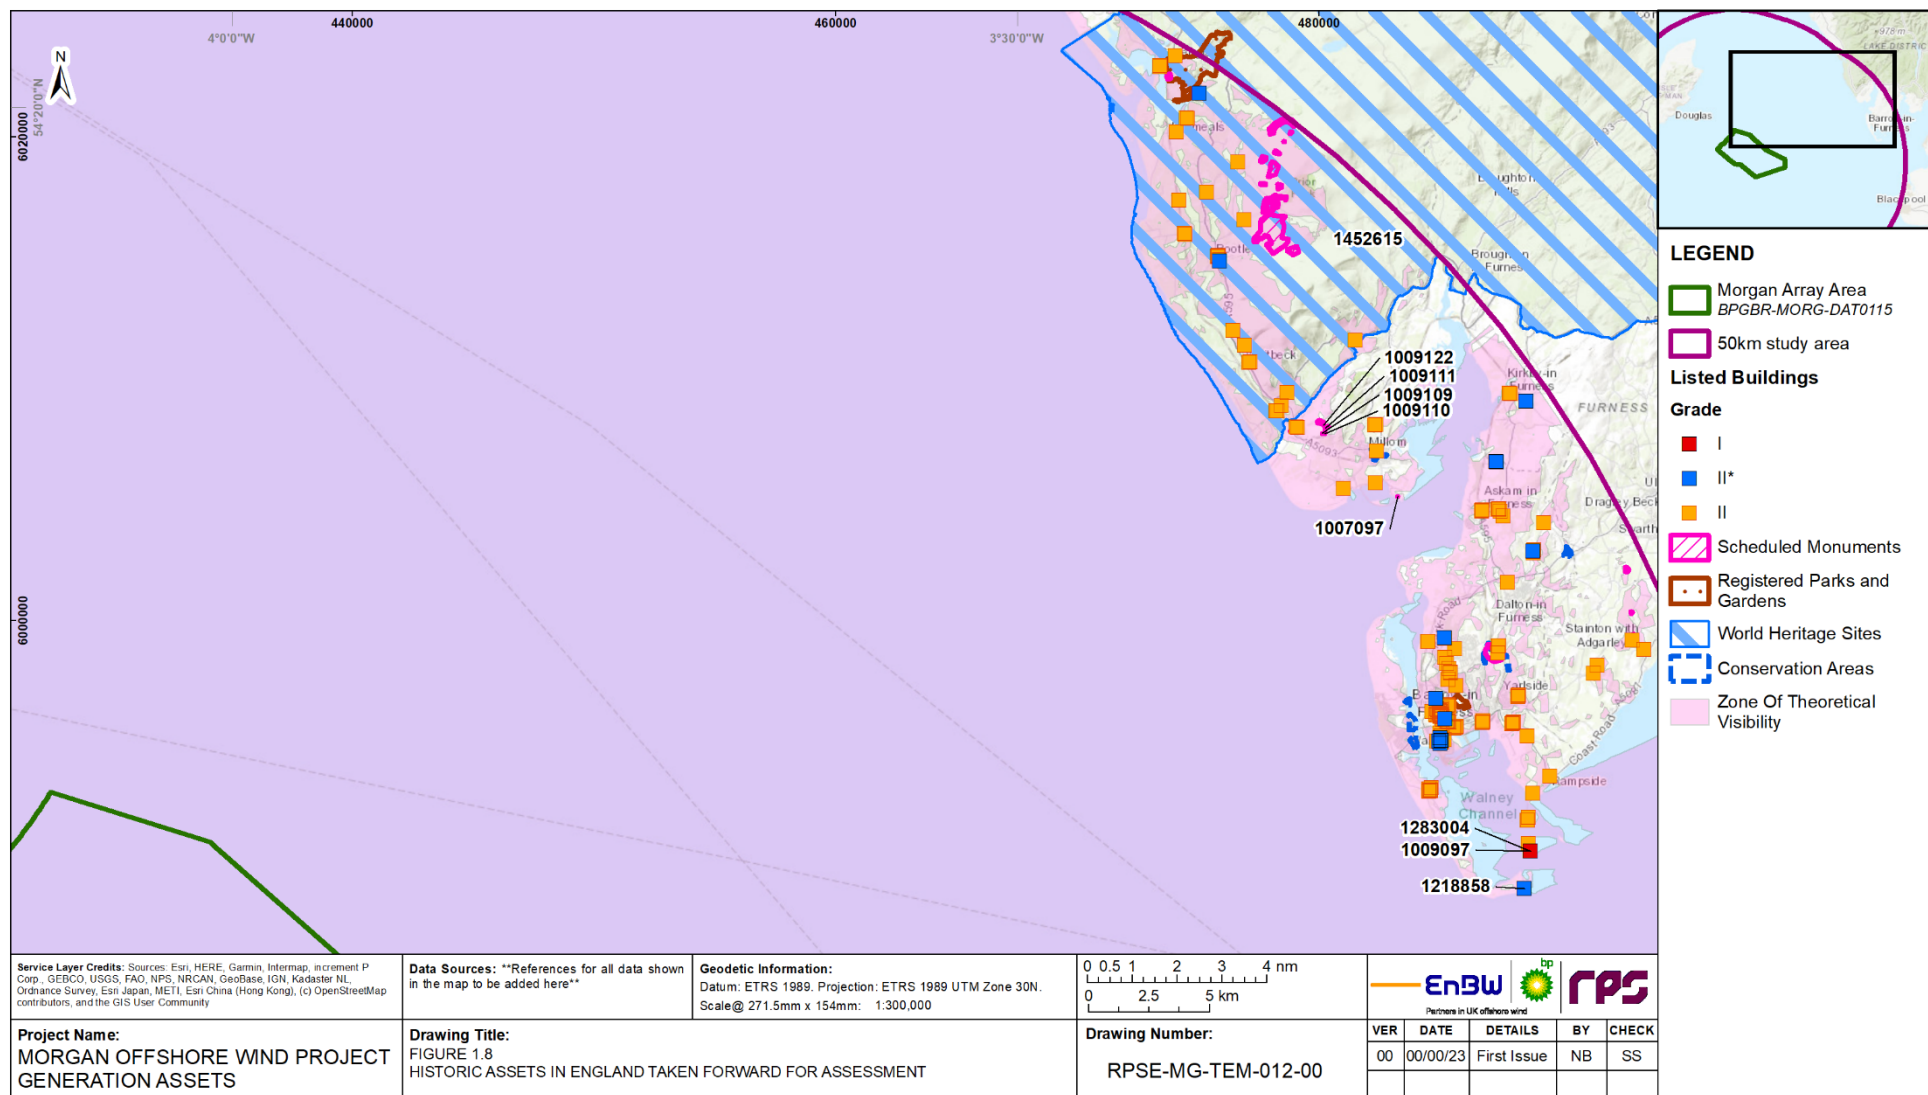 440000
460000
480000
4°0'0"W
3°30'0"W
N
54°20'0"N
6020000
6000000
1452615
Broughton
Broughton
Furness
1009122
1009111
1009109
1009110
Kirkby-in
Furness
FURNESS
A5093
Millom
A595
A593
Askam in
Furness
1007097
Dalton-in
Furness
Stainton with
Adgarley
Yarlside
Coast Road
A5087
Rampside
Walney
Channel
1283004
1009097
1218858
+978 m
LAKE DISTRIC
Douglas
LEGEND
Morgan Array Area
BPGBR-MORG-DAT0115
50km study area
Listed Buildings
Grade
I
II*
II
Scheduled Monuments
Registered Parks and
Gardens
World Heritage Sites
Conservation Areas
Zone Of Theoretical
Visibility
Service Layer Credits: Sources: Esri, HERE, Garmin, Intermap, increment P
Corp., GEBCO, USGS, FAO, NPS, NRCAN, GeoBase, IGN, Kadaster NL,
Ordnance Survey, Esri Japan, METI, Esri China (Hong Kong), (c) OpenStreetMap
contributors, and the GIS User Community
Data Sources: **References for all data shown
in the map to be added here**
Geodetic Information:
Datum: ETRS 1989. Projection: ETRS 1989 UTM Zone 30N.
Scale@ 271.5mm x 154mm: 1:300,000
0 0.5 1 2 3 4 nm
0 2.5 5 km
EnBW
bp
rps
Partners in UK offshore wind
Project Name:
MORGAN OFFSHORE WIND PROJECT
GENERATION ASSETS
Drawing Title:
FIGURE 1.8
HISTORIC ASSETS IN ENGLAND TAKEN FORWARD FOR ASSESSMENT
Drawing Number:
RPSE-MG-TEM-012-00
VER DATE DETAILS BY CHECK
00 00/00/23 First Issue NB SS